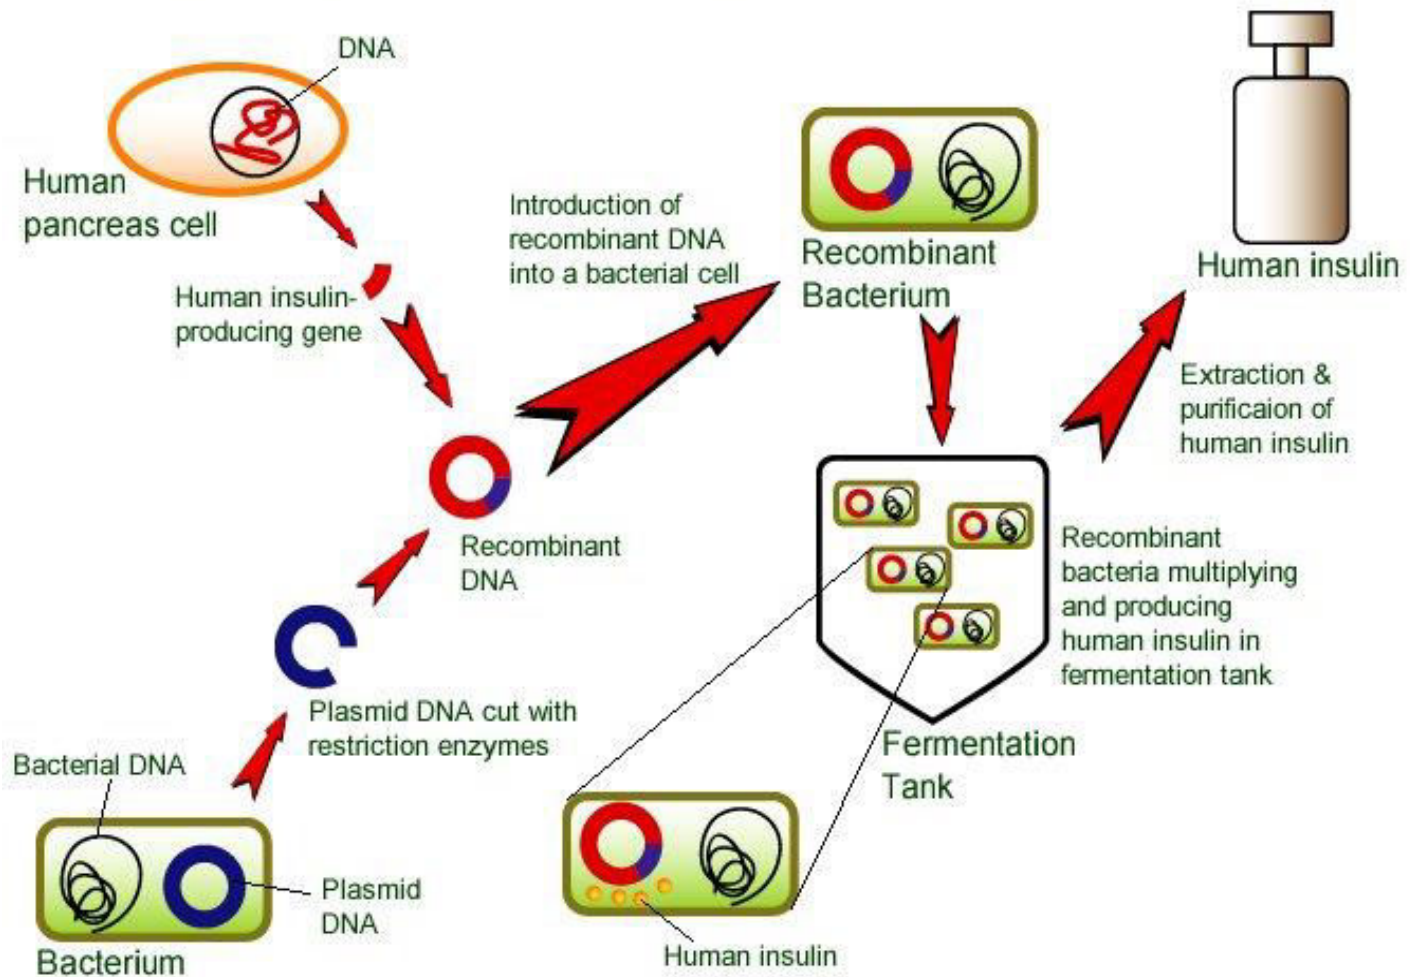 DNA
Human
pancreas cell
Human insulin-
producing gene
Introduction of
recombinant DNA
into a bacterial cell
Recombinant
Bacterium
Human insulin
Extraction &
purificaion of
human insulin
Recombinant
DNA
Recombinant
bacteria multiplying
and producing
human insulin in
fermentation tank
Plasmid DNA cut with
restriction enzymes
Fermentation
Tank
Bacterial DNA
Plasmid
DNA
Bacterium
Human insulin